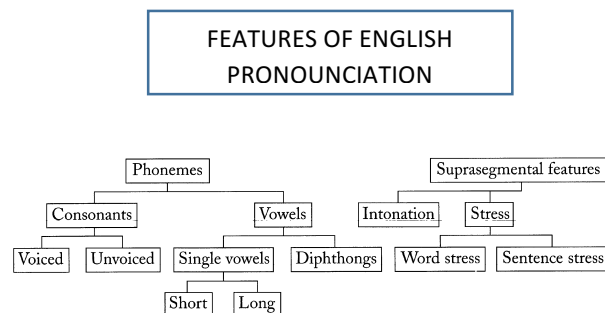 FEATURES OF ENGLISH
PRONOUNCIATION
Phonemes
Suprasegmental features
Consonants
Vowels
Intonation
Stress
Voiced
Unvoiced
Single vowels
Diphthongs
Word stress
Sentence stress
Short
Long